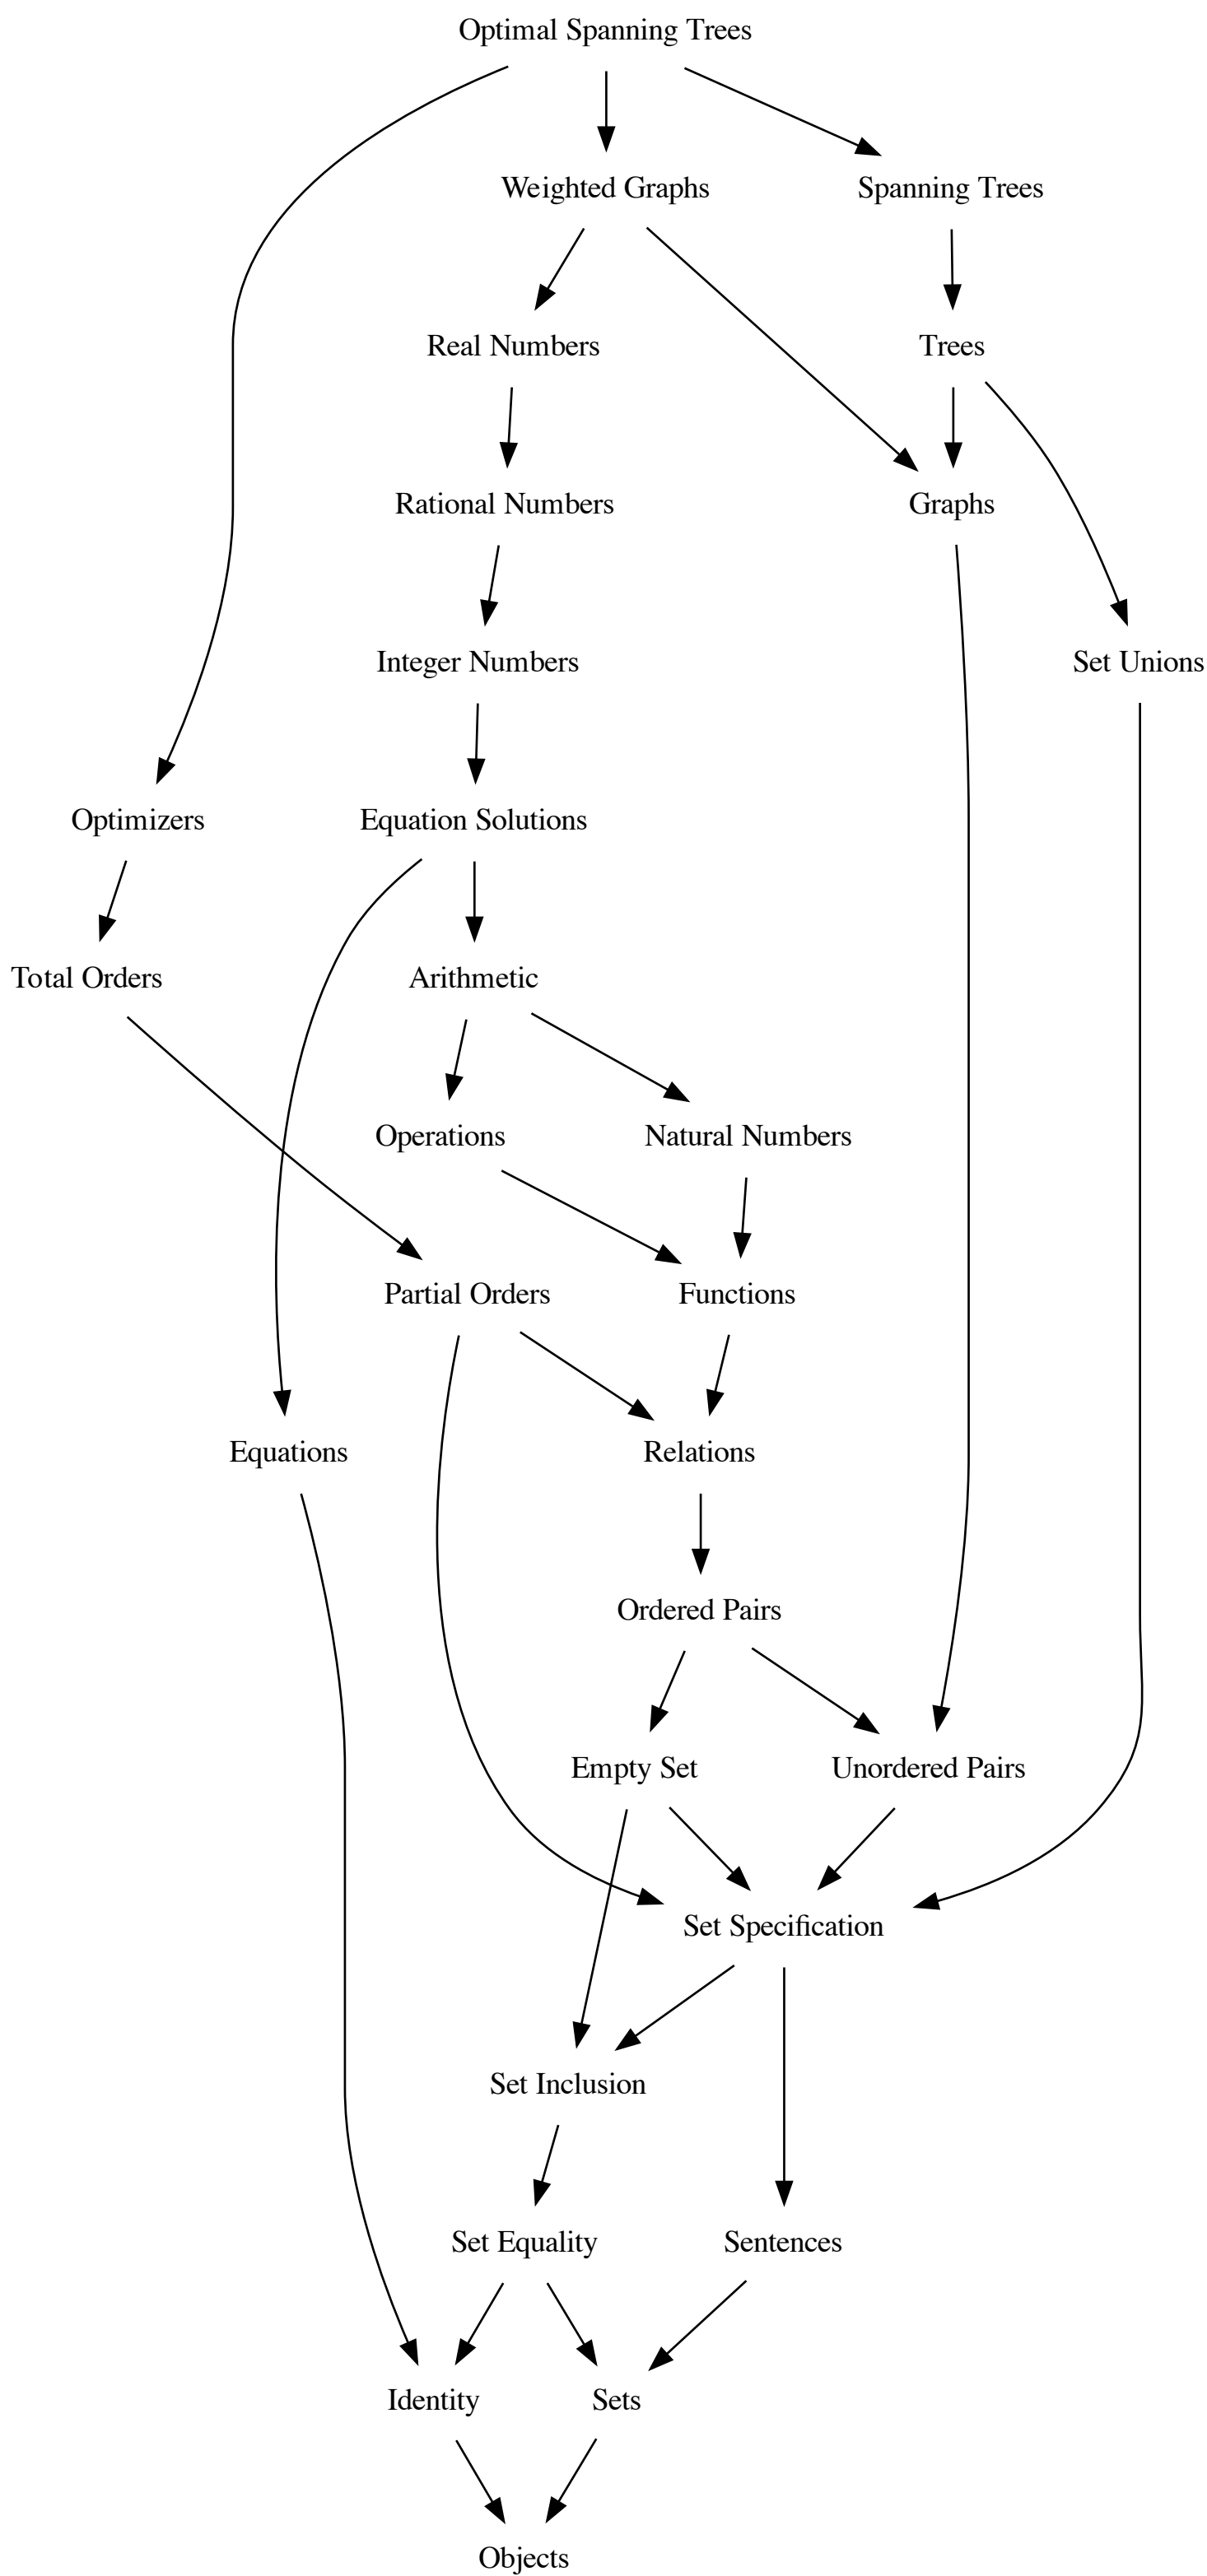 Optimal Spanning Trees
Weighted Graphs
Spanning Trees
Real Numbers
Trees
Rational Numbers
Graphs
Integer Numbers
Set Unions
Optimizers
Equation Solutions
Total Orders
Arithmetic
Operations
Natural Numbers
Partial Orders
Functions
Equations
Relations
Ordered Pairs
Empty Set
Unordered Pairs
Set Specification
Set Inclusion
Set Equality
Sentences
Identity
Sets
Objects